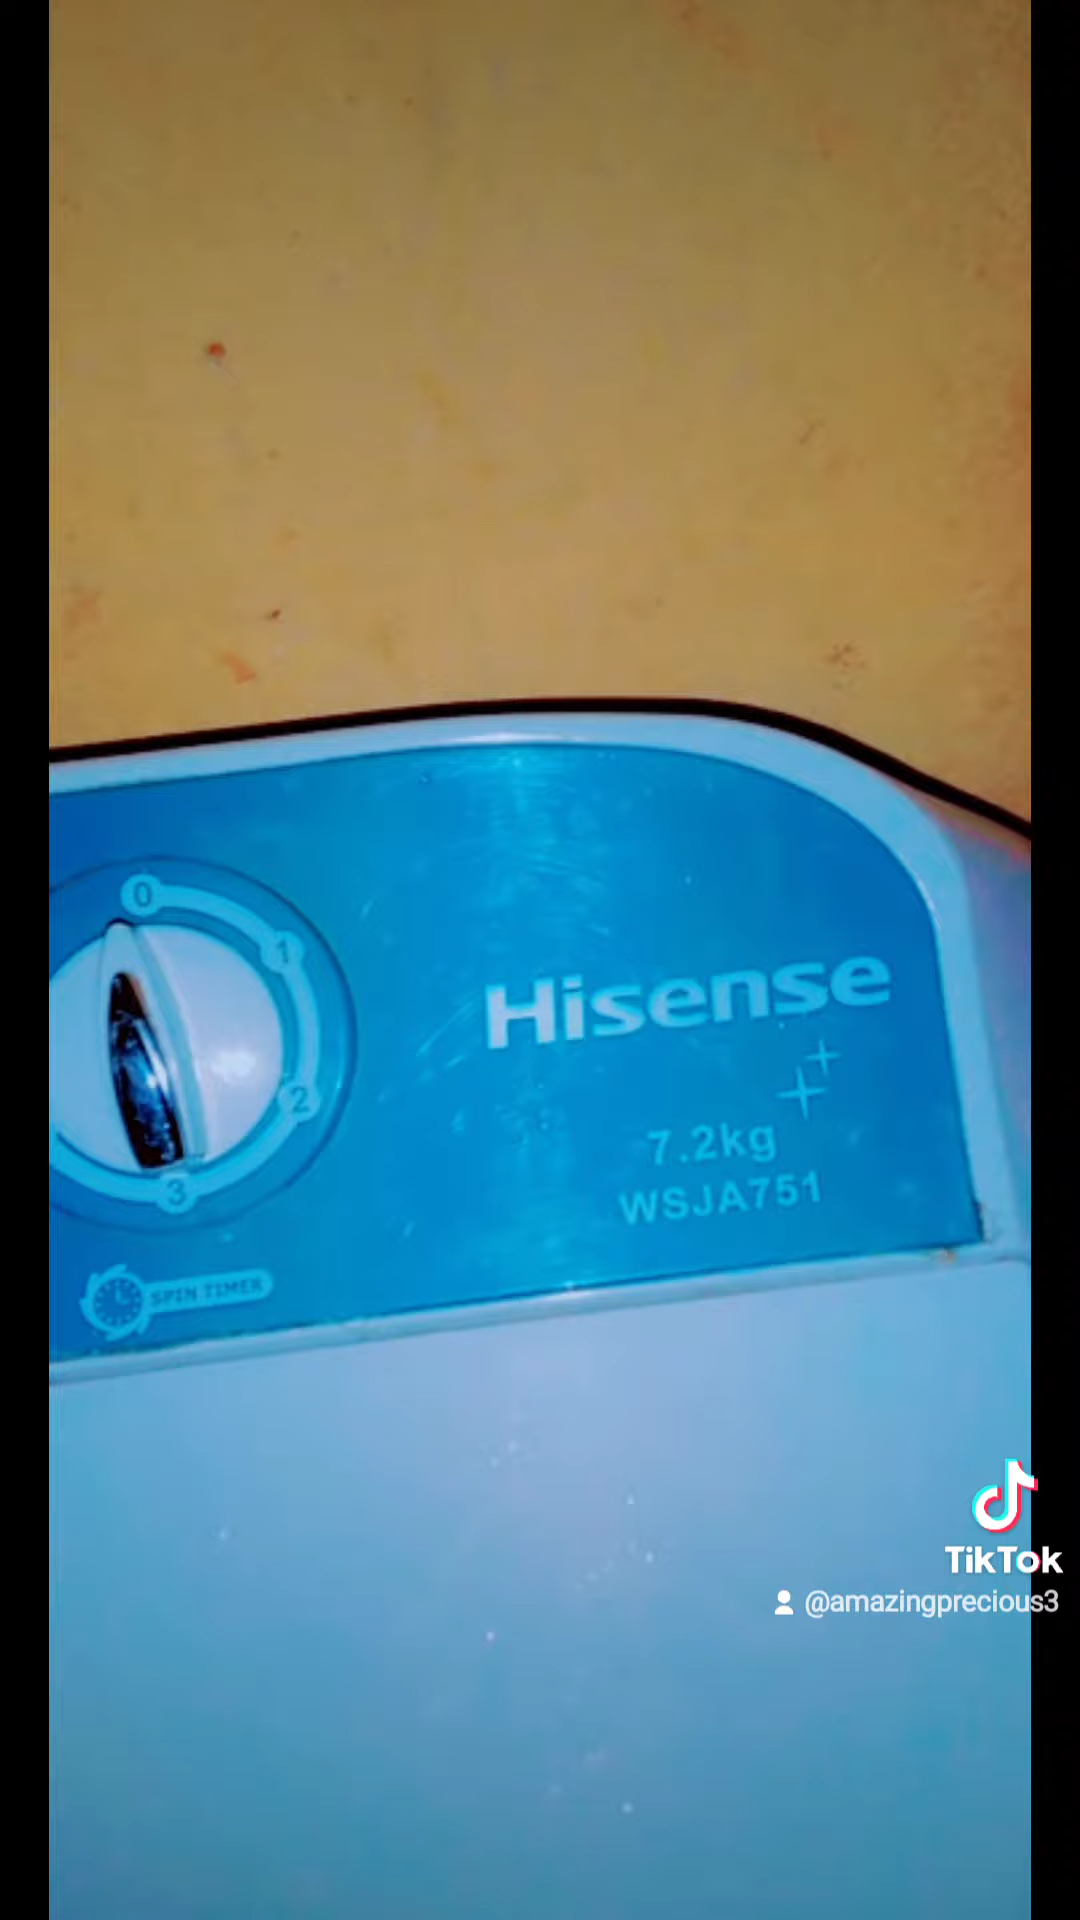 0
1
Hisense
2
7.2kg
3
WSJA751
SPIN TIMER
TikTok
@amazingprecious3